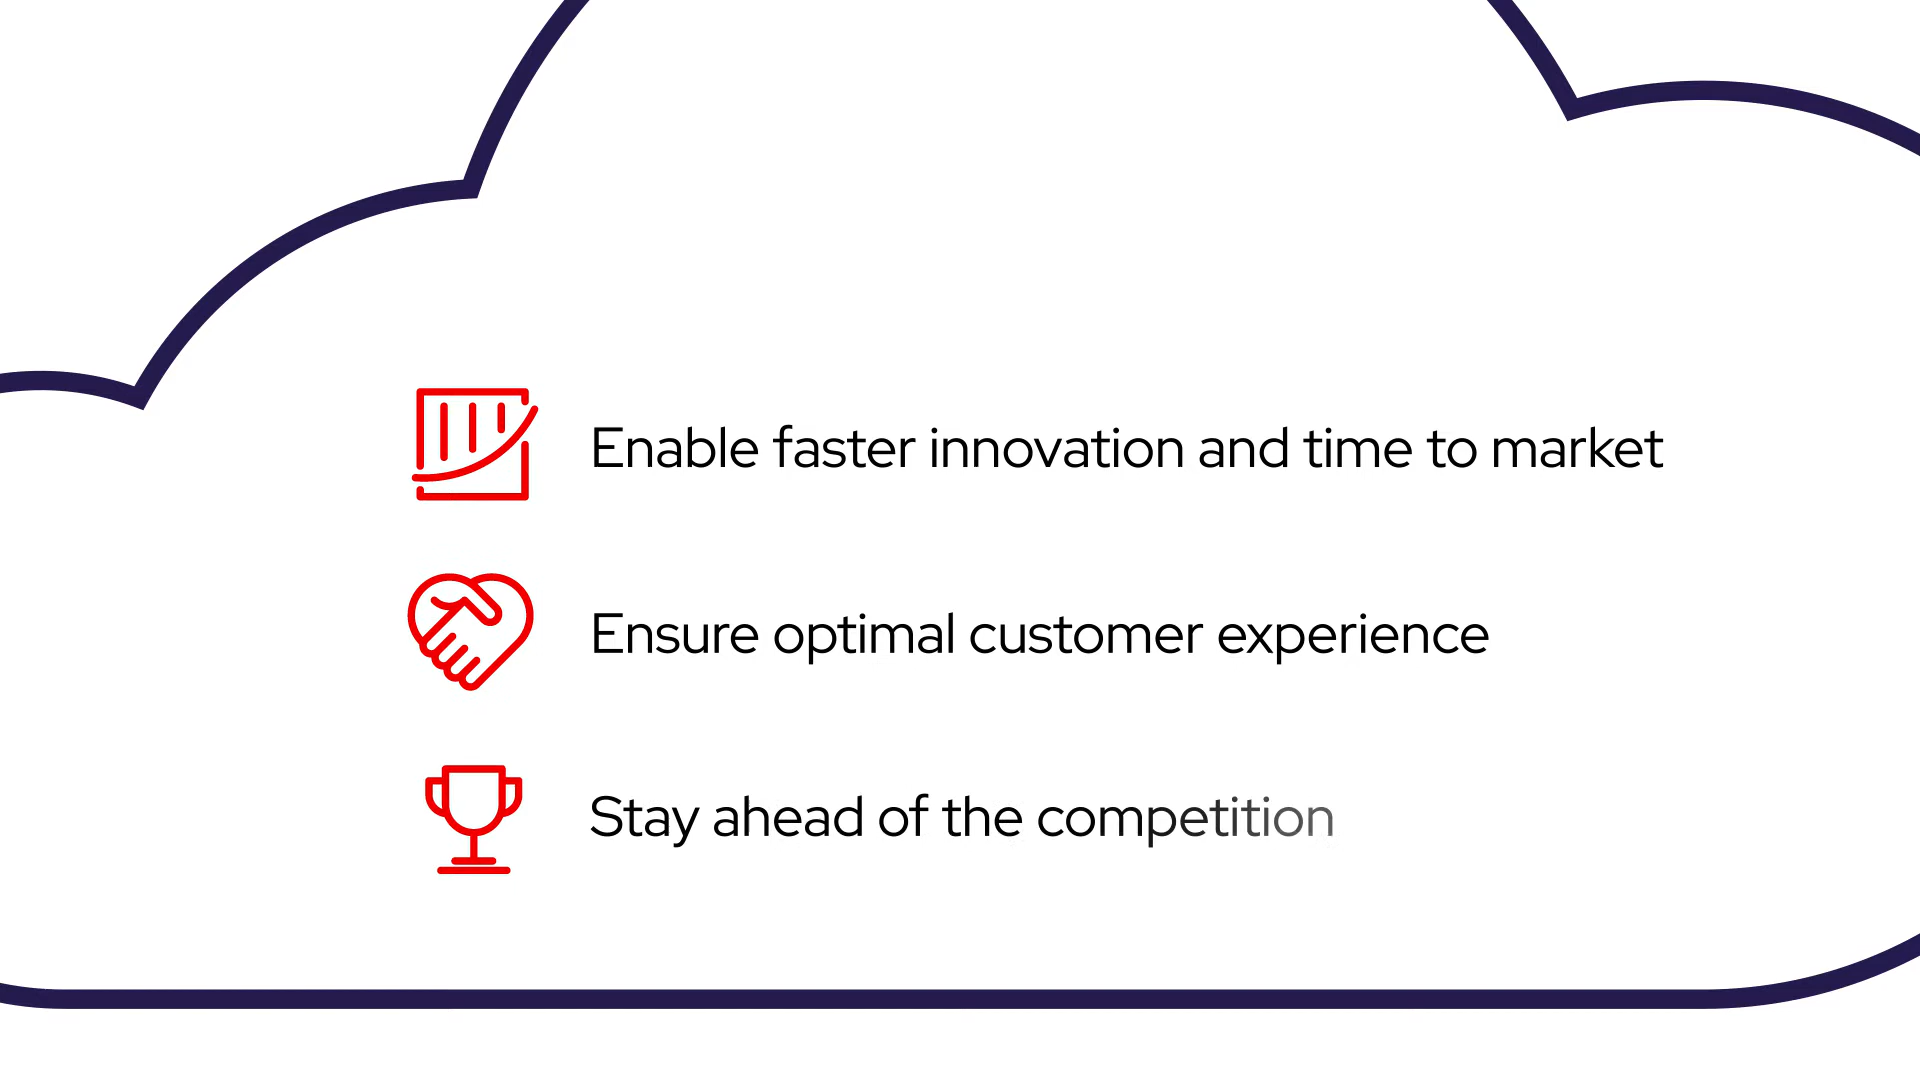 Enable faster innovation and time to market
Ensure optimal customer experience
Stay ahead of the competition